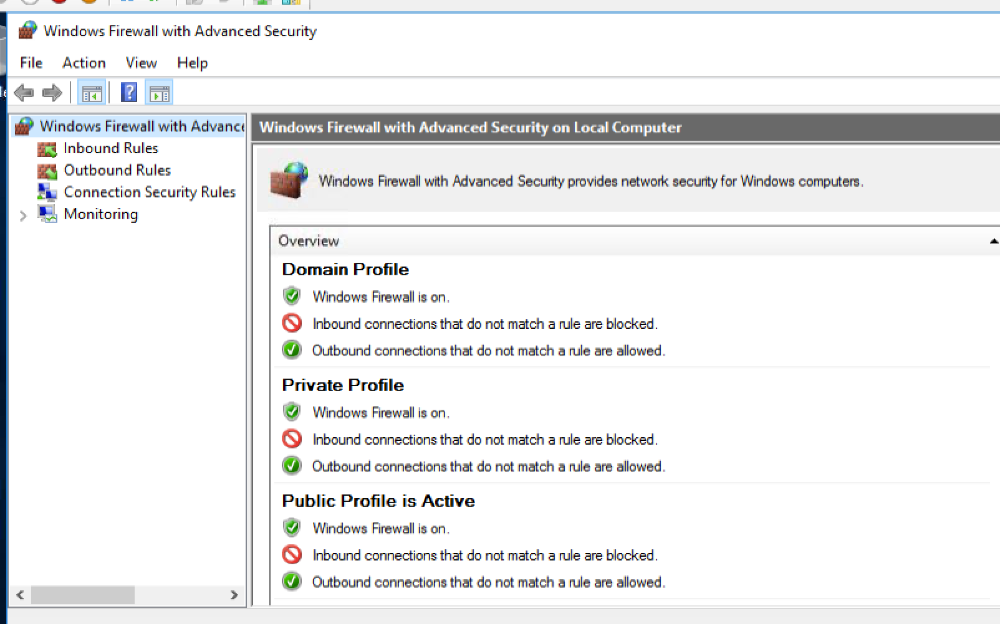 Windows Firewall with Advanced Security
File Action View Help
Windows Firewall with Advance
Inbound Rules
Outbound Rules
Connection Security Rules
Monitoring
Windows Firewall with Advanced Security on Local Computer
Windows Firewall with Advanced Security provides network security for Windows computers.
Overview
Domain Profile
Windows Firewall is on.
Inbound connections that do not match a rule are blocked.
Outbound connections that do not match a rule are allowed.
Private Profile
Windows Firewall is on.
Inbound connections that do not match a rule are blocked.
Outbound connections that do not match a rule are allowed.
Public Profile is Active
Windows Firewall is on.
Inbound connections that do not match a rule are blocked.
Outbound connections that do not match a rule are allowed.